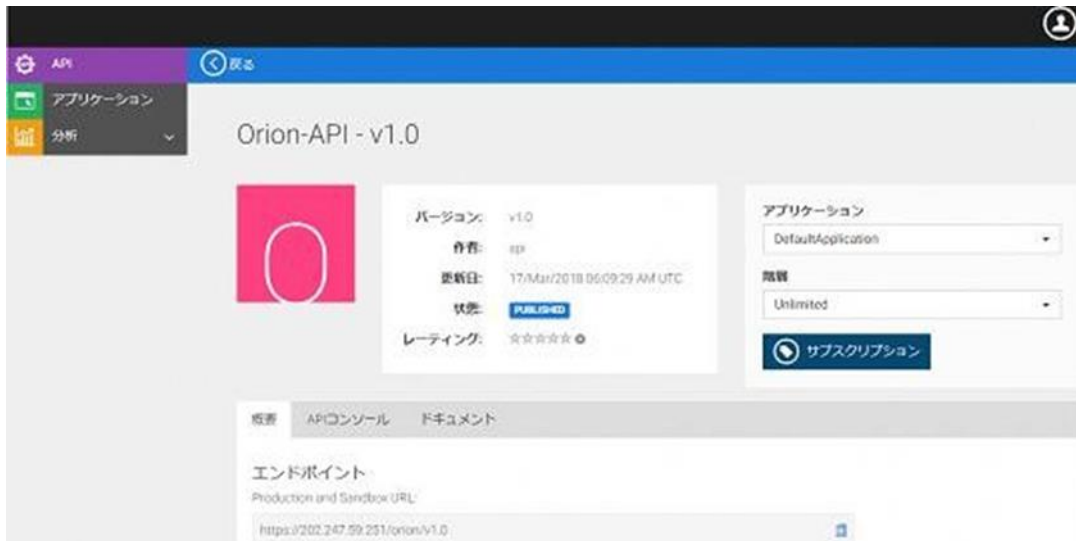 API
戻る
アプリケーション
分析
Orion-API - v1.0
O
バージョン: v1.0
作者: api
更新日: 17/Mar/2018 06:09:29 AM UTC
状態: PUBLISHED
レーティング:
アプリケーション
DefaultApplication
階層
Unlimited
サブスクリプション
概要 APIコンソール ドキュメント
エンドポイント
Production and Sandbox URL:
https://202.247.59.251/orion/v1.0